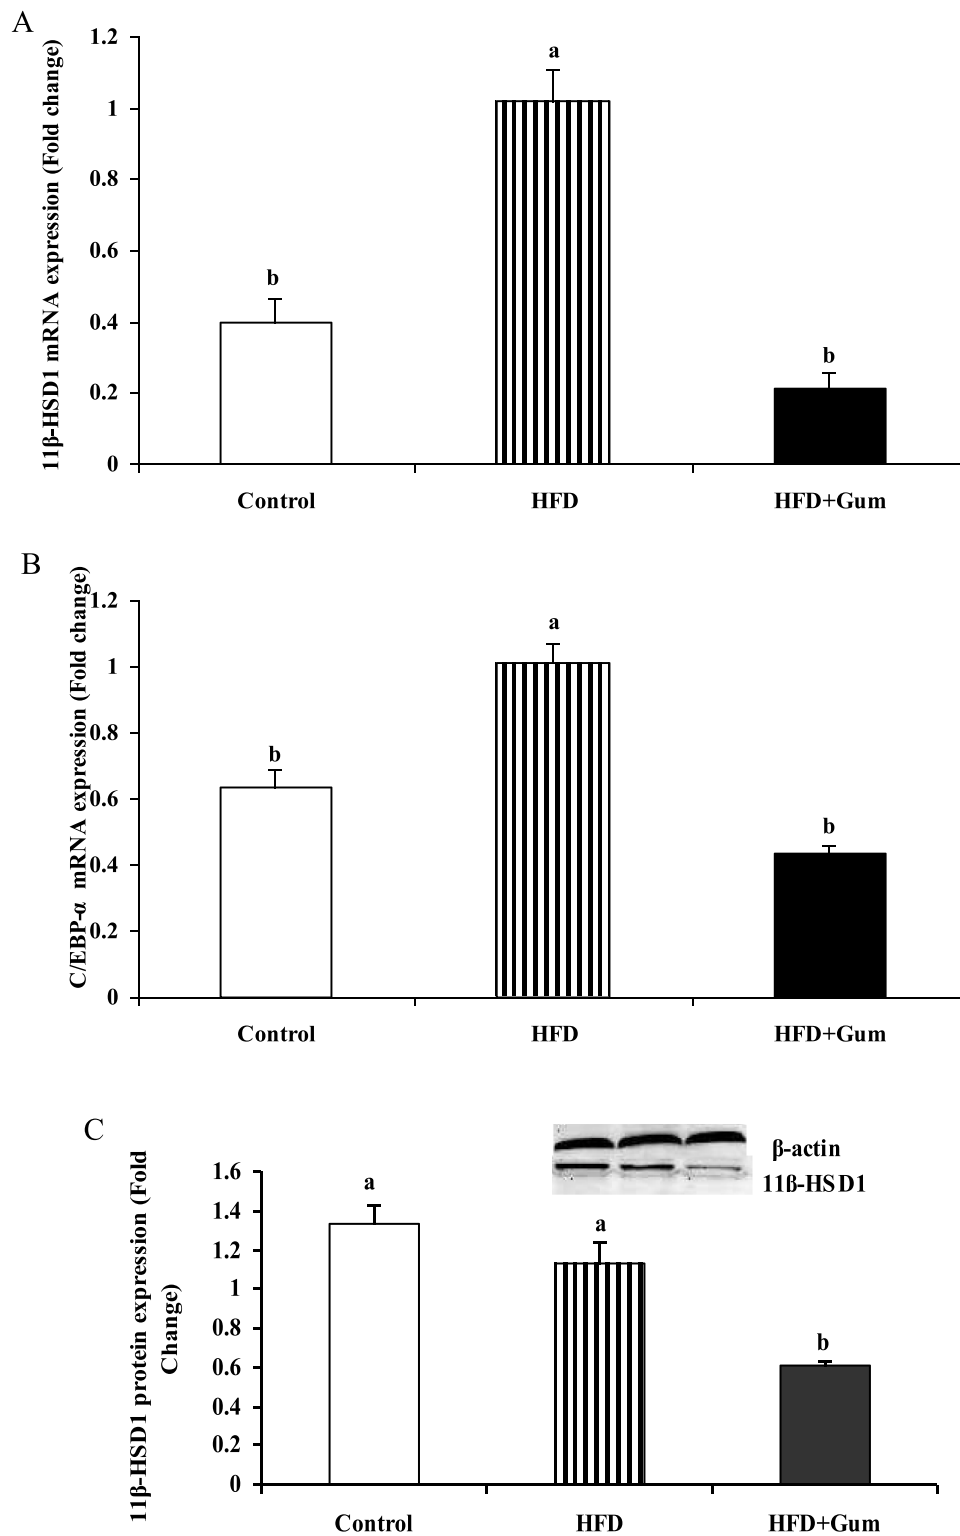 A
11β-HSD1 mRNA expression (Fold change)
1.2
1
0.8
0.6
0.4
0.2
0
b
a
b
Control
HFD
HFD+Gum
B
C/EBP-α mRNA expression (Fold change)
1.2
1
0.8
0.6
0.4
0.2
0
b
a
b
Control
HFD
HFD+Gum
C
11β-HSD1 protein expression (Fold
Change)
1.6
1.4
1.2
1
0.8
0.6
0.4
0.2
0
β-actin
11ß-HSD1
a
a
b
Control
HFD
HFD+Gum